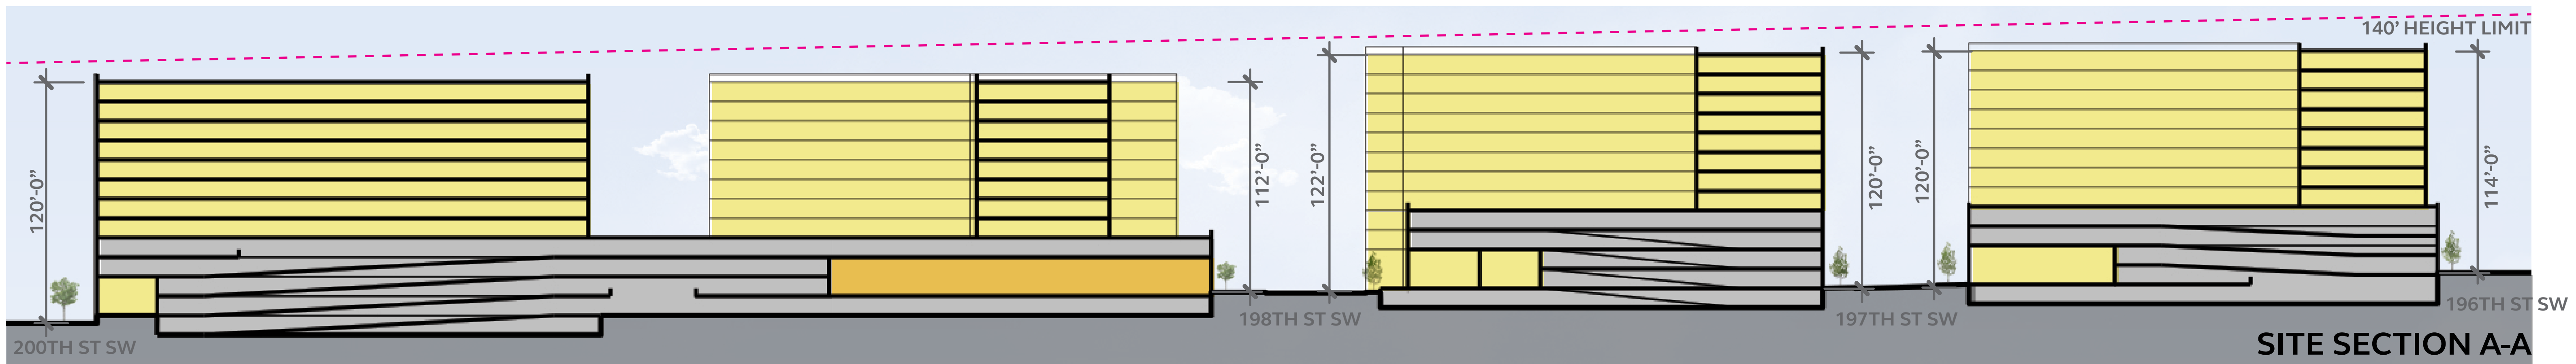 140’ HEIGHT LIMIT
120’-0”
112’-0”
122’-0”
120’-0”
120’-0”
114’-0”
200TH ST SW
198TH ST SW
197TH ST SW
196TH ST SW
SITE SECTION A-A